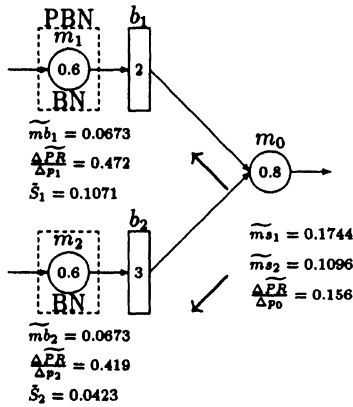 PBN
b₁
m₁
0.6
2
BN
m̃b₁ = 0.0673
ΔP̃R/Δp₁ = 0.472
S̃₁ = 0.1071
m₀
0.8
b₂
m₂
0.6
3
BN
m̃s₁ = 0.1744
m̃s₂ = 0.1096
ΔP̃R/Δp₀ = 0.156
m̃b₂ = 0.0673
ΔP̃R/Δp₂ = 0.419
S̃₂ = 0.0423